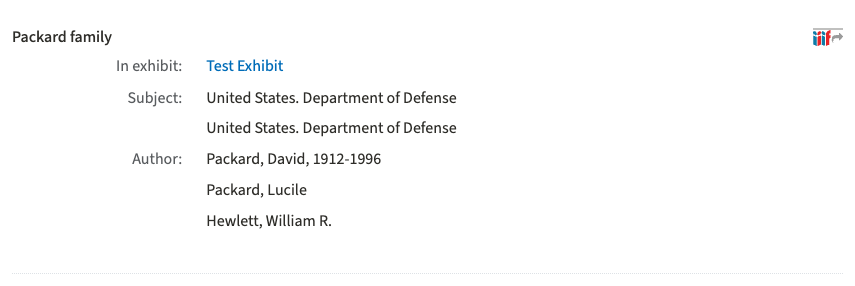 Packard family
iiif
In exhibit: Test Exhibit
Subject: United States. Department of Defense
United States. Department of Defense
Author: Packard, David, 1912-1996
Packard, Lucile
Hewlett, William R.